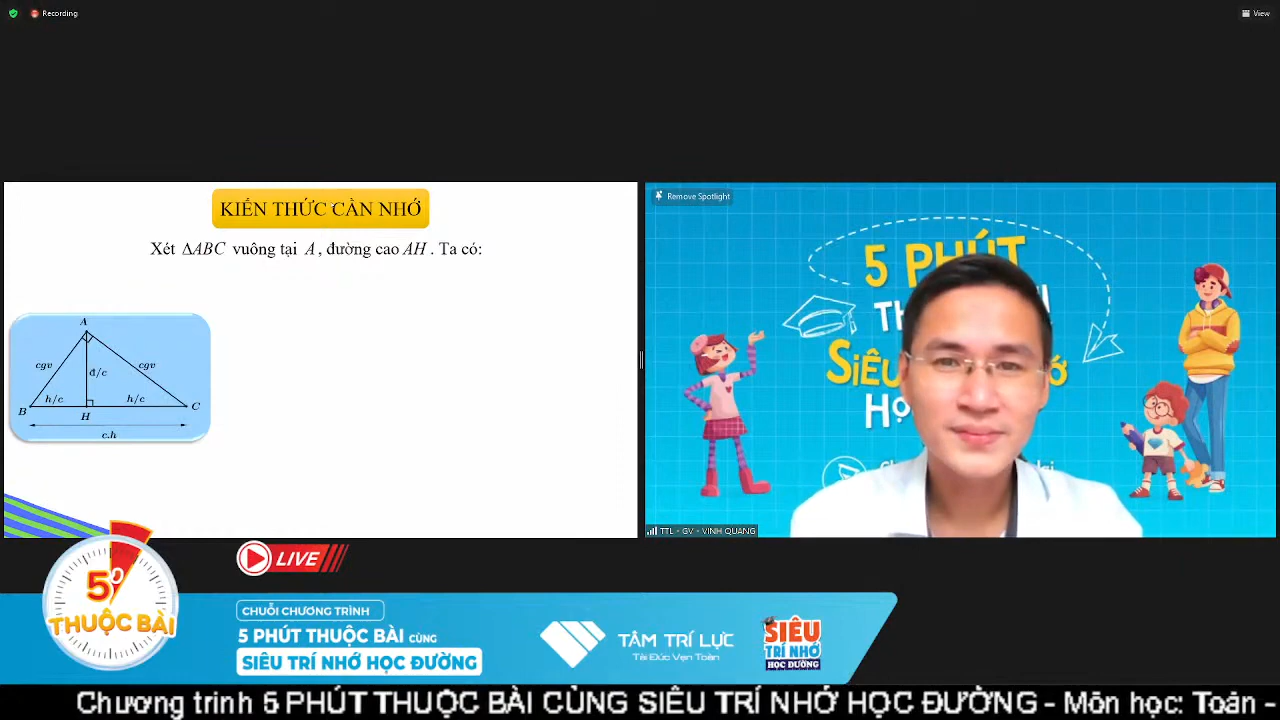 Recording
View
KIẾN THỨC CẦN NHỚ
Xét ΔABC vuông tại A, đường cao AH. Ta có:
A
cgv
cgv
đ/c
h/c
h/c
B
H
C
c.h
Remove Spotlight
5 PHÚT
TH
SIÊU
Ớ
HỌ
TTL - GV - VINH QUANG
LIVE
5'
THUỘC BÀI
CHUỖI CHƯƠNG TRÌNH
5 PHÚT THUỘC BÀI CÙNG
SIÊU TRÍ NHỚ HỌC ĐƯỜNG
TÂM TRÍ LỰC
Tài Đức Vẹn Toàn
SIÊU
TRÍ NHỚ
HỌC ĐƯỜNG
Chương trình 5 PHÚT THUỘC BÀI CÙNG SIÊU TRÍ NHỚ HỌC ĐƯỜNG - Môn học: Toán -